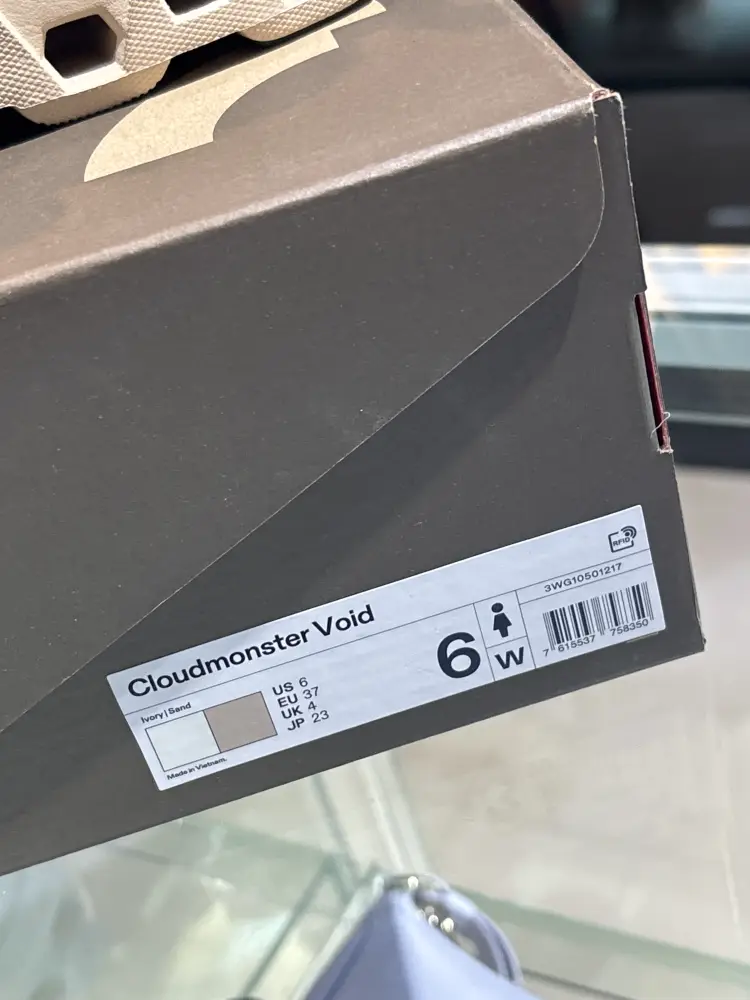 RFID
3WG10501217
Cloudmonster Void
6
W
7 615537 758350
Ivory | Sand
US 6
EU 37
UK 4
JP 23
Made in Vietnam.